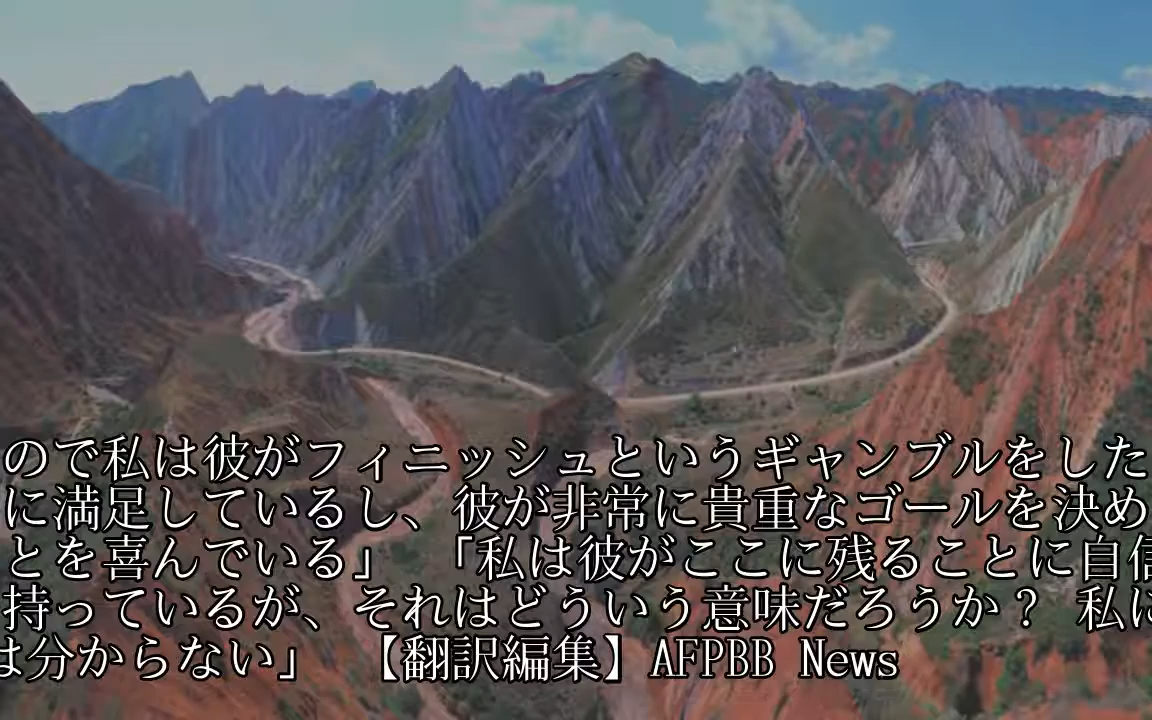 ので私は彼がフィニッシュというギャンブルをした
に満足しているし、彼が非常に貴重なゴールを決め
とを喜んでいる」 「私は彼がここに残ることに自信
持っているが、それはどういう意味だろうか? 私に
は分からない」 【翻訳編集】AFPBB News